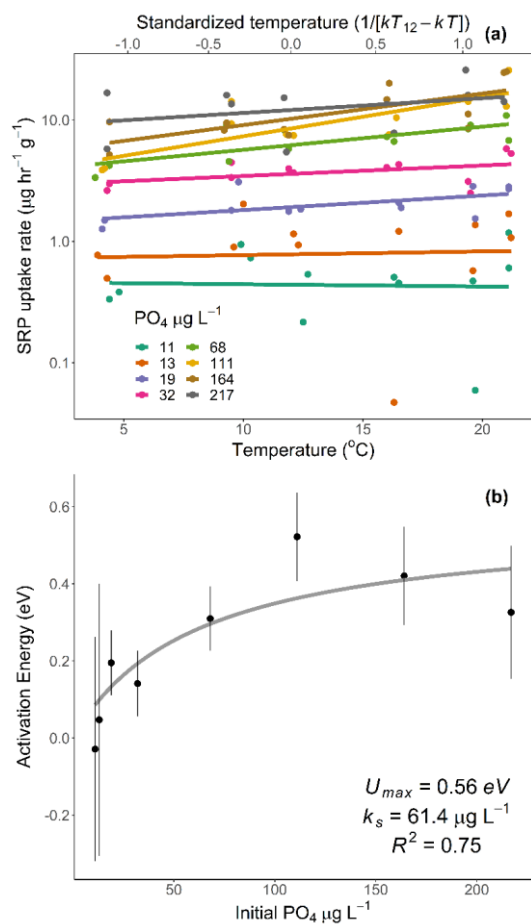 Standardized temperature (1/[kT₁₂−kT])
-1.0 -0.5 0.0 0.5 1.0
(a)
10.0
1.0
0.1
SRP uptake rate (μg hr⁻¹ g⁻¹)
PO₄ μg L⁻¹
11 68
13 111
19 164
32 217
5 10 15 20
Temperature (°C)
(b)
0.6
0.4
0.2
0.0
-0.2
Activation Energy (eV)
Umax = 0.56 eV
ks = 61.4 μg L⁻¹
R² = 0.75
50 100 150 200
Initial PO₄ μg L⁻¹